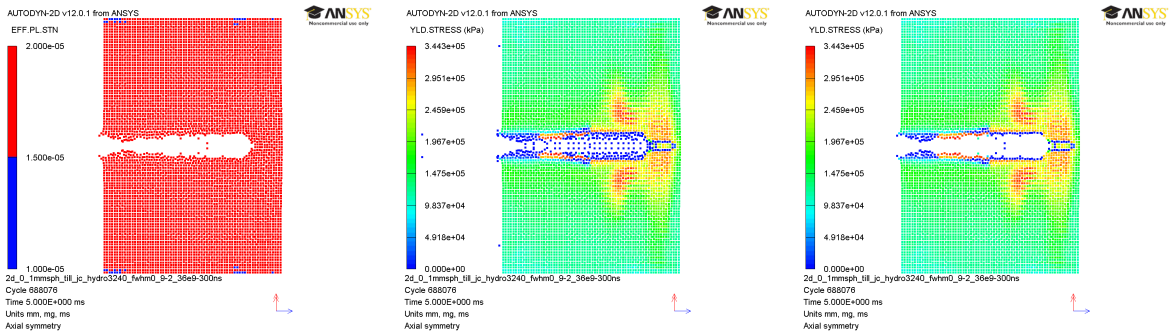 AUTODYN-2D v12.0.1 from ANSYS
ANSYS
Noncommercial use only
EFF.PL.STN
2.000e-05
1.500e-05
1.000e-05
2d_0_1mmsph_till_jc_hydro3240_fwhm0_9-2_36e9-300ns
Cycle 688076
Time 5.000E+000 ms
Units mm, mg, ms
Axial symmetry
AUTODYN-2D v12.0.1 from ANSYS
ANSYS
Noncommercial use only
YLD.STRESS (kPa)
3.443e+05
2.951e+05
2.459e+05
1.967e+05
1.475e+05
9.837e+04
4.918e+04
0.000e+00
2d_0_1mmsph_till_jc_hydro3240_fwhm0_9-2_36e9-300ns
Cycle 688076
Time 5.000E+000 ms
Units mm, mg, ms
Axial symmetry
AUTODYN-2D v12.0.1 from ANSYS
ANSYS
Noncommercial use only
YLD.STRESS (kPa)
3.443e+05
2.951e+05
2.459e+05
1.967e+05
1.475e+05
9.837e+04
4.918e+04
0.000e+00
2d_0_1mmsph_till_jc_hydro3240_fwhm0_9-2_36e9-300ns
Cycle 688076
Time 5.000E+000 ms
Units mm, mg, ms
Axial symmetry